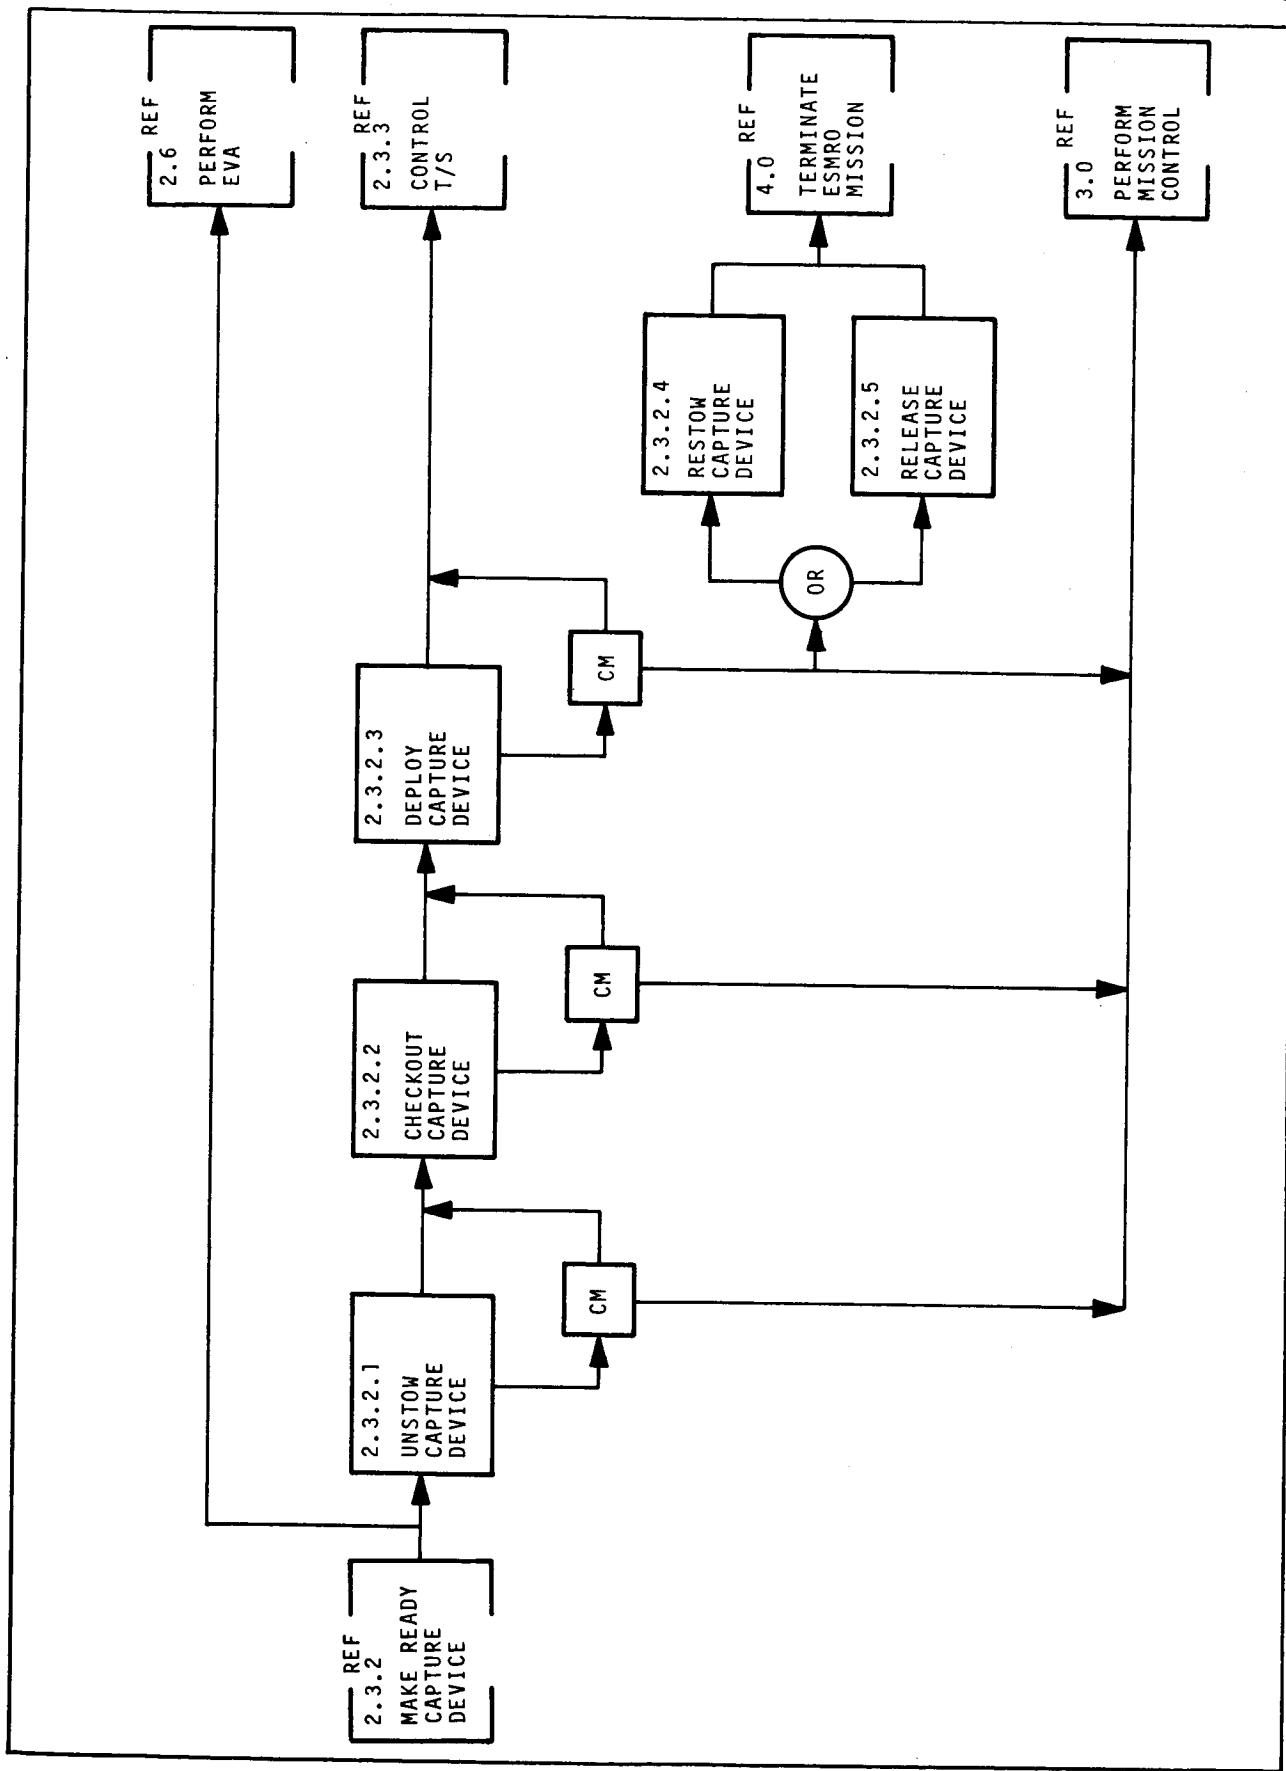 REF
2.3.2
MAKE READY
CAPTURE
DEVICE
2.3.2.1
UNSTOW
CAPTURE
DEVICE
CM
2.3.2.2
CHECKOUT
CAPTURE
DEVICE
CM
2.3.2.3
DEPLOY
CAPTURE
DEVICE
CM
OR
2.3.2.4
RESTOW
CAPTURE
DEVICE
2.3.2.5
RELEASE
CAPTURE
DEVICE
2.6 REF
PERFORM
EVA
REF
2.3.3
CONTROL
T/S
REF
4.0
TERMINATE
ESMRO
MISSION
REF
3.0
PERFORM
MISSION
CONTROL